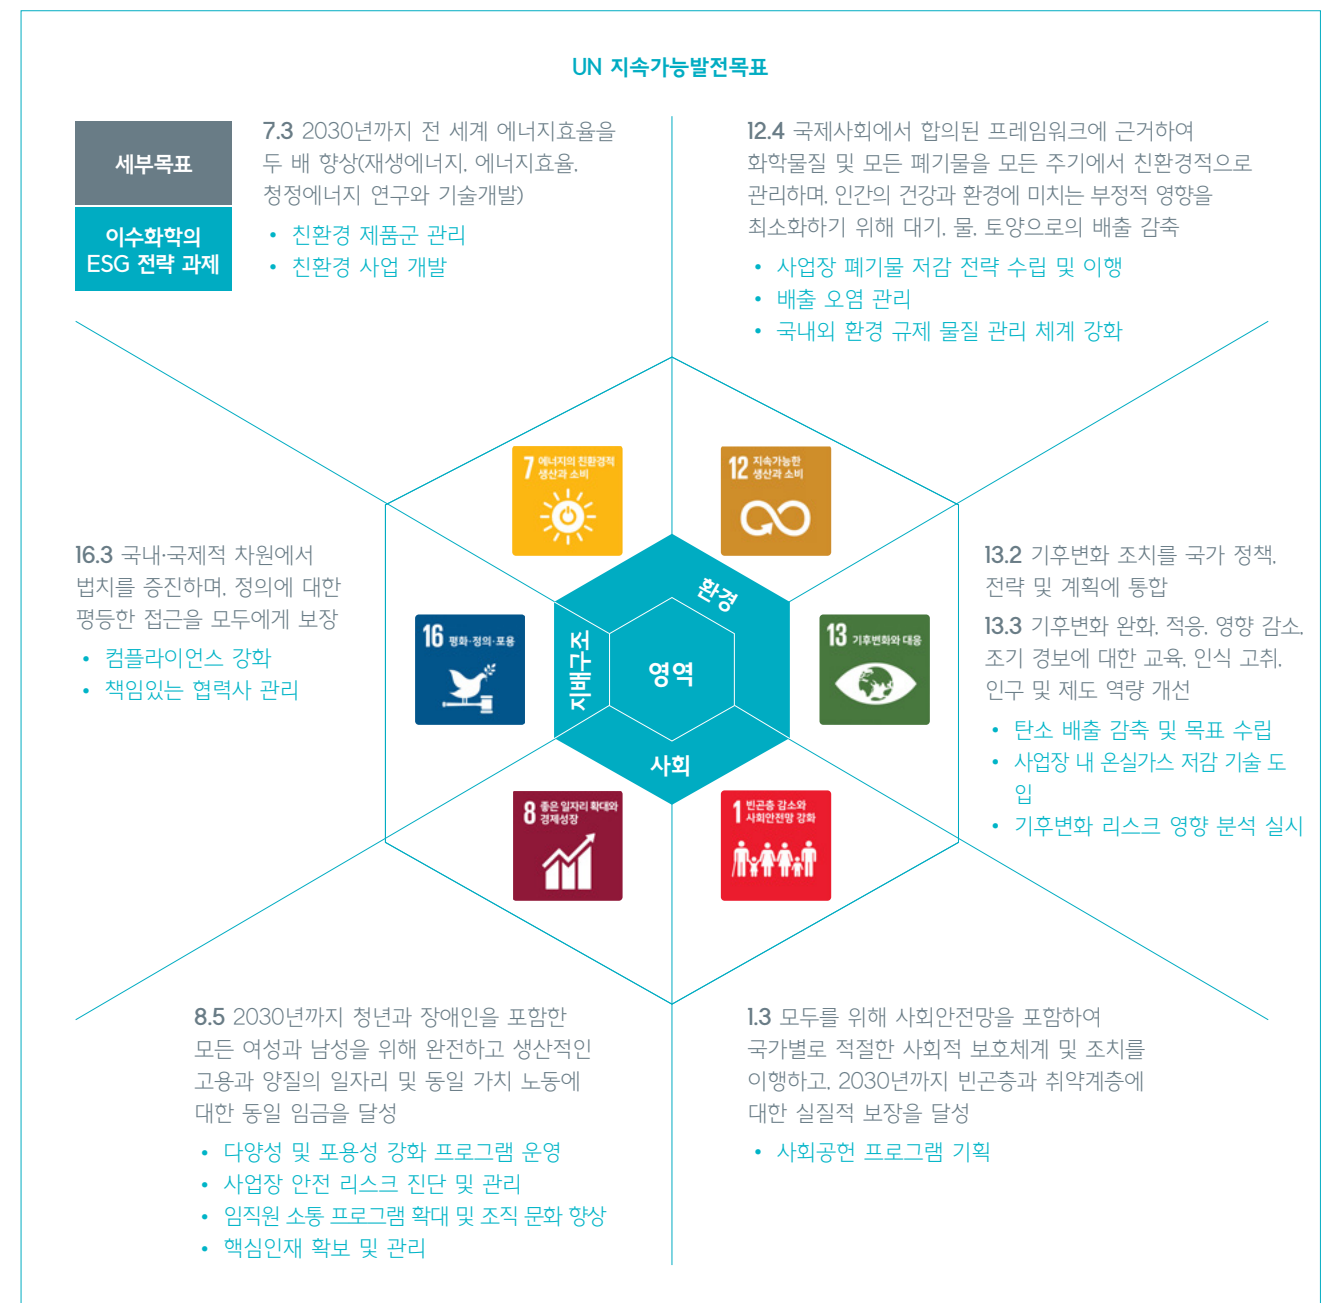 UN 지속가능발전목표
세부목표
이수화학의
ESG 전략 과제
7.3 2030년까지 전 세계 에너지효율을
두 배 향상(재생에너지, 에너지효율,
청정에너지 연구와 기술개발)
• 친환경 제품군 관리
• 친환경 사업 개발
12.4 국제사회에서 합의된 프레임워크에 근거하여
화학물질 및 모든 폐기물을 모든 주기에서 친환경적으로
관리하며, 인간의 건강과 환경에 미치는 부정적 영향을
최소화하기 위해 대기, 물, 토양으로의 배출 감축
• 사업장 폐기물 저감 전략 수립 및 이행
• 배출 오염 관리
• 국내외 환경 규제 물질 관리 체계 강화
7 에너지의 친환경적
생산과 소비
12 지속가능한
생산과 소비
16.3 국내·국제적 차원에서
법치를 증진하며, 정의에 대한
평등한 접근을 모두에게 보장
• 컴플라이언스 강화
• 책임있는 협력사 관리
16 평화·정의·포용
환경
지배구조
영역
사회
13 기후변화와 대응
13.2 기후변화 조치를 국가 정책,
전략 및 계획에 통합
13.3 기후변화 완화, 적응, 영향 감소,
조기 경보에 대한 교육, 인식 고취,
인구 및 제도 역량 개선
• 탄소 배출 감축 및 목표 수립
• 사업장 내 온실가스 저감 기술 도
입
• 기후변화 리스크 영향 분석 실시
8 좋은 일자리 확대와
경제성장
1 빈곤층 감소와
사회안전망 강화
8.5 2030년까지 청년과 장애인을 포함한
모든 여성과 남성을 위해 완전하고 생산적인
고용과 양질의 일자리 및 동일 가치 노동에
대한 동일 임금을 달성
• 다양성 및 포용성 강화 프로그램 운영
• 사업장 안전 리스크 진단 및 관리
• 임직원 소통 프로그램 확대 및 조직 문화 향상
• 핵심인재 확보 및 관리
1.3 모두를 위해 사회안전망을 포함하여
국가별로 적절한 사회적 보호체계 및 조치를
이행하고, 2030년까지 빈곤층과 취약계층에
대한 실질적 보장을 달성
• 사회공헌 프로그램 기획